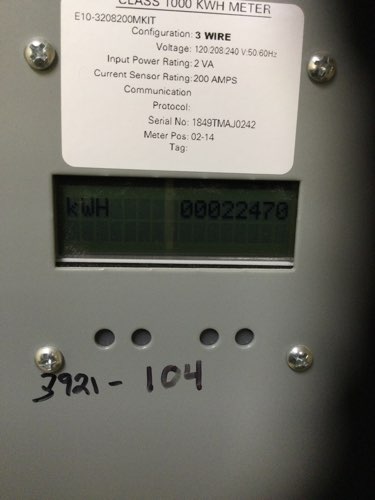 CLASS 1000 KWH METER
E10-3208200MKIT
Configuration: 3 WIRE
Voltage: 120/208/240 V.50/60Hz
Input Power Rating: 2 VA
Current Sensor Rating: 200 AMPS
Communication
Protocol:
Serial No: 1849TMAJ0242
Meter Pos: 02-14
Tag:
kWH 00022470
3921-104